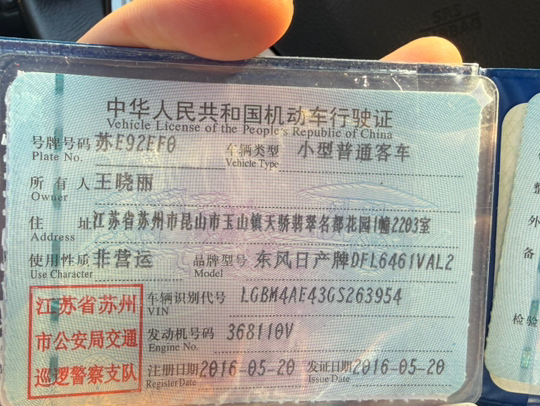 中华人民共和国机动车行驶证
Vehicle License of the People's Republic of China
号牌号码 苏E92EF0 车辆类型 小型普通客车
Plate No. Vehicle Type
所有人 王晓丽
Owner
住址 江苏省苏州市昆山市玉山镇天骄翡翠名都花园1幢2203室
Address
使用性质 非营运 品牌型号 东风日产牌DFL6461VAL2
Use Character Model
江苏省苏州
市公安局交通
巡逻警察支队
车辆识别代号 LGBM4AE43GS263954
VIN
发动机号码 368110V
Engine No.
注册日期 2016-05-20 发证日期 2016-05-20
Register Date Issue Date
备
检验